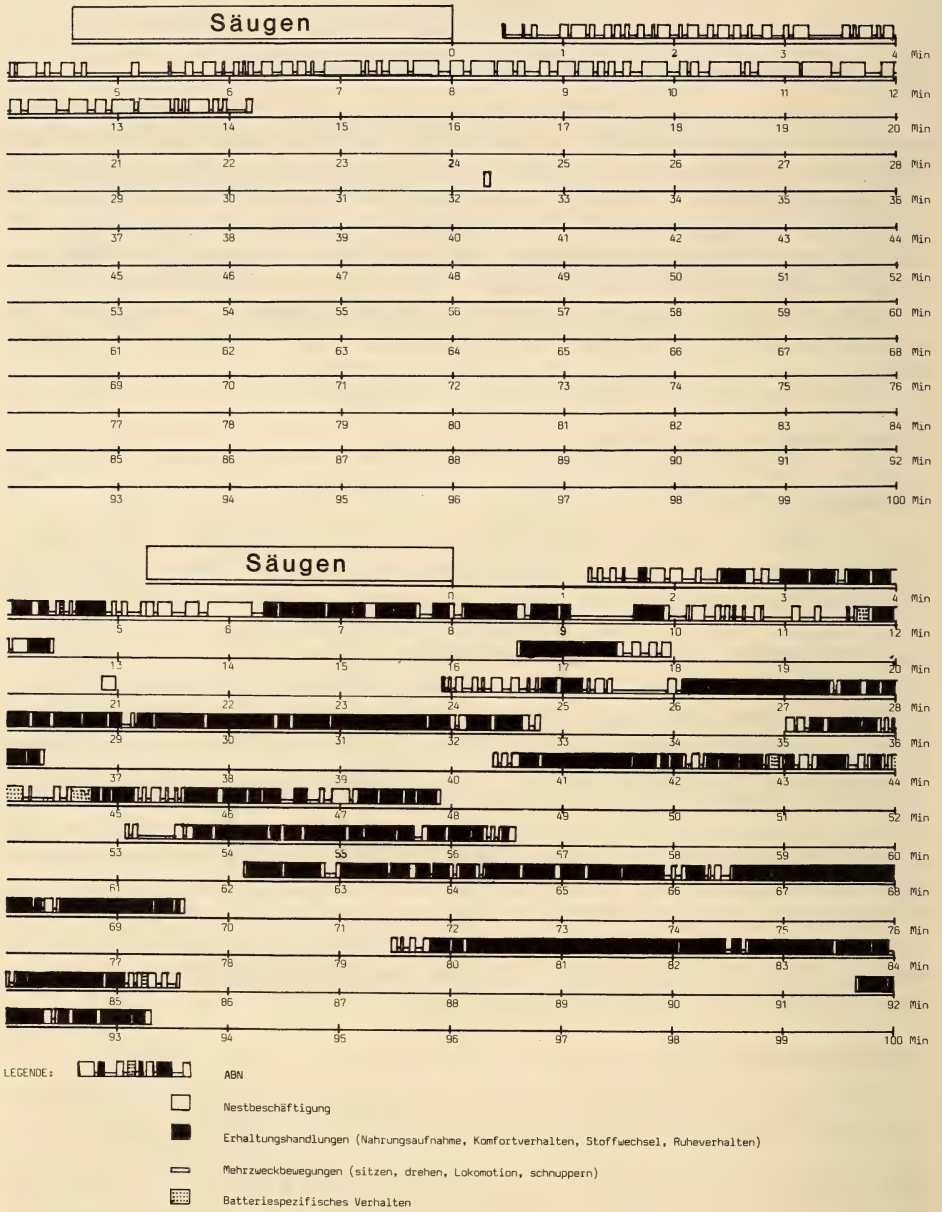 Säugen
0 1 2 3 4 Min
5 6 7 8 9 10 11 12 Min
13 14 15 16 17 18 19 20 Min
21 22 23 24 25 26 27 28 Min
29 30 31 32 33 34 35 36 Min
37 38 39 40 41 42 43 44 Min
45 46 47 48 49 50 51 52 Min
53 54 55 56 57 58 59 60 Min
61 62 63 64 65 66 67 68 Min
69 70 71 72 73 74 75 76 Min
77 78 79 80 81 82 83 84 Min
85 86 87 88 89 90 91 92 Min
93 94 95 96 97 98 99 100 Min
Säugen
0 1 2 3 4 Min
5 6 7 8 9 10 11 12 Min
13 14 15 16 17 18 19 20 Min
21 22 23 24 25 26 27 28 Min
29 30 31 32 33 34 35 36 Min
37 38 39 40 41 42 43 44 Min
45 46 47 48 49 50 51 52 Min
53 54 55 56 57 58 59 60 Min
61 62 63 64 65 66 67 68 Min
69 70 71 72 73 74 75 76 Min
77 78 79 80 81 82 83 84 Min
85 86 87 88 89 90 91 92 Min
93 94 95 96 97 98 99 100 Min
LEGENDE: ABN
Nestbeschäftigung
Erhaltungshandlungen (Nahrungsaufnahme, Komfortverhalten, Stoffwechsel, Ruheverhalten)
Mehrzweckbewegungen (sitzen, drehen, Lokomotion, schnuppern)
Batteriespezifisches Verhalten